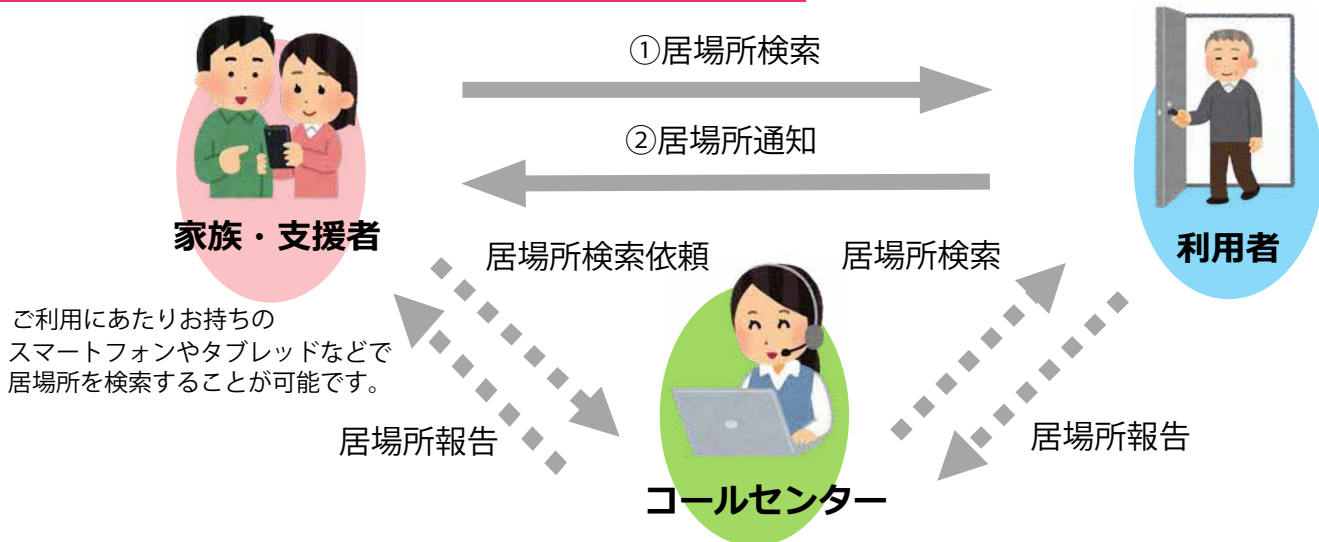 ①居場所検索
②居場所通知
家族・支援者
利用者
居場所検索依頼
居場所検索
ご利用にあたりお持ちの
スマートフォンやタブレッドなどで
居場所を検索することが可能です。
居場所報告
居場所報告
コールセンター